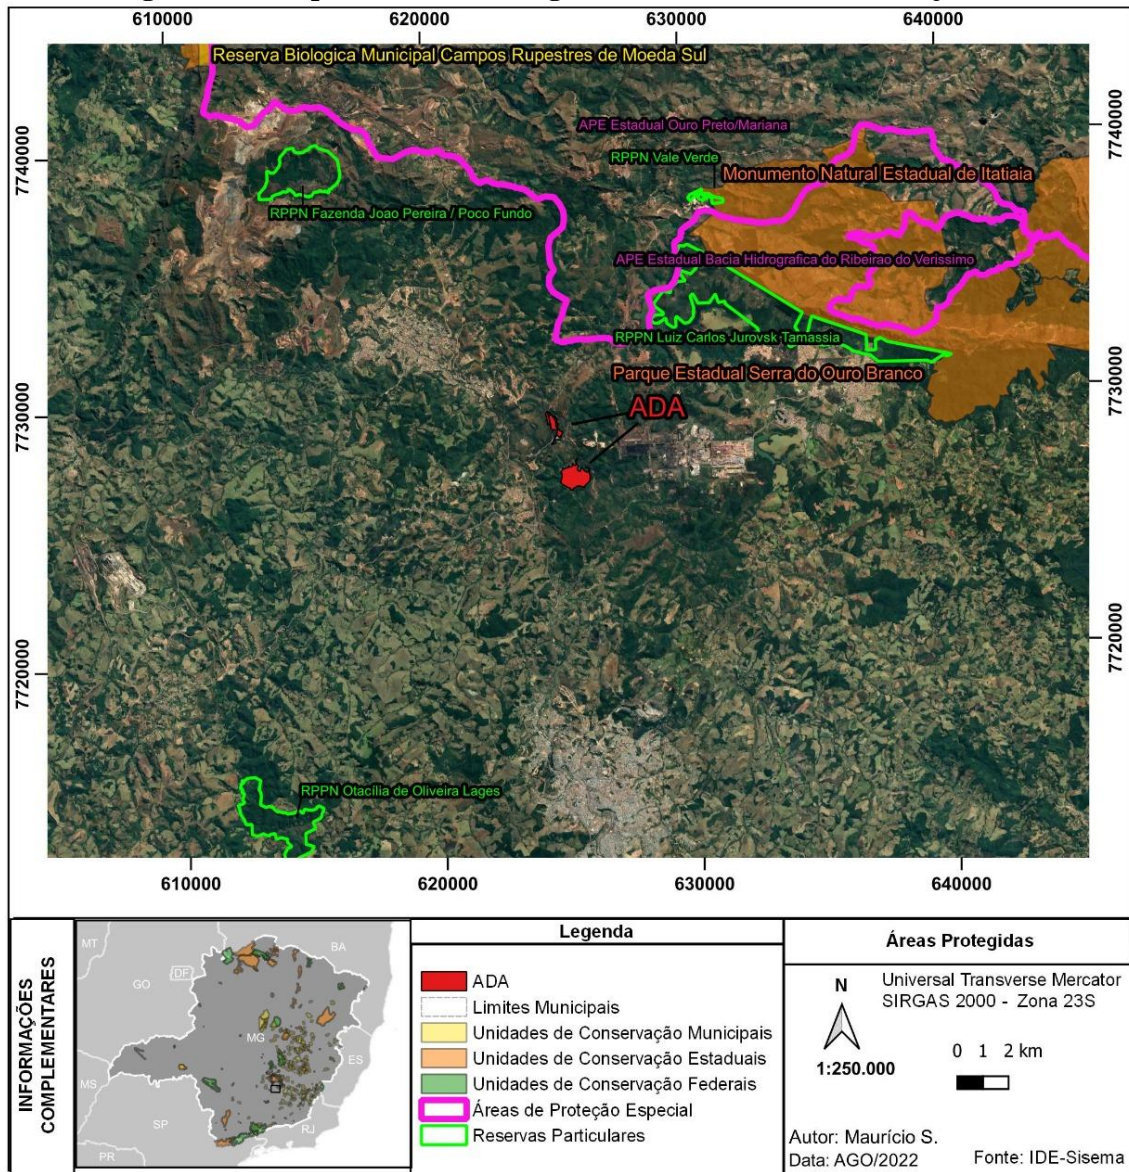 610000 620000 630000 640000
Reserva Biologica Municipal Campos Rupestres de Moeda Sul
7740000
7740000
APE Estadual Ouro Preto/Mariana
RPPN Vale Verde
Monumento Natural Estadual de Itatiaia
RPPN Fazenda Joao Pereira / Poco Fundo
APE Estadual Bacia Hidrografica do Ribeirao do Verissimo
RPPN Luiz Carlos Jurovsk Tamassia
Parque Estadual Serra do Ouro Branco
7730000
7730000
ADA
7720000
7720000
RPPN Otacília de Oliveira Lages
610000 620000 630000 640000
INFORMAÇÕES
COMPLEMENTARES
MT
BA
GO
DF
MG
ES
MS
SP
RJ
PR
Legenda
ADA
Limites Municipais
Unidades de Conservação Municipais
Unidades de Conservação Estaduais
Unidades de Conservação Federais
Áreas de Proteção Especial
Reservas Particulares
Áreas Protegidas
N
1:250.000
Universal Transverse Mercator
SIRGAS 2000 - Zona 23S
0 1 2 km
Autor: Maurício S.
Data: AGO/2022
Fonte: IDE-Sisema